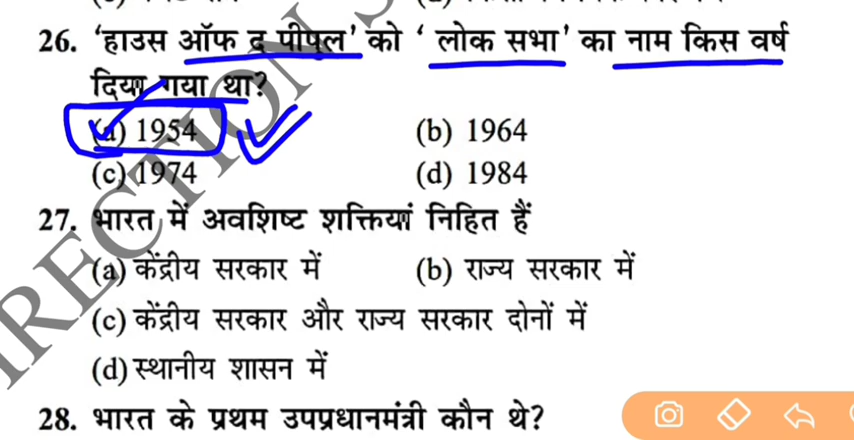 26. ‘हाउस ऑफ द पीपुल’ को ‘ लोक सभा’ का नाम किस वर्ष
दिया गया था?
(a) 1954 (b) 1964
(c) 1974 (d) 1984
27. भारत में अवशिष्ट शक्तियां निहित हैं
(a) केंद्रीय सरकार में (b) राज्य सरकार में
(c) केंद्रीय सरकार और राज्य सरकार दोनों में
(d) स्थानीय शासन में
28. भारत के प्रथम उपप्रधानमंत्री कौन थे?
IRECTION